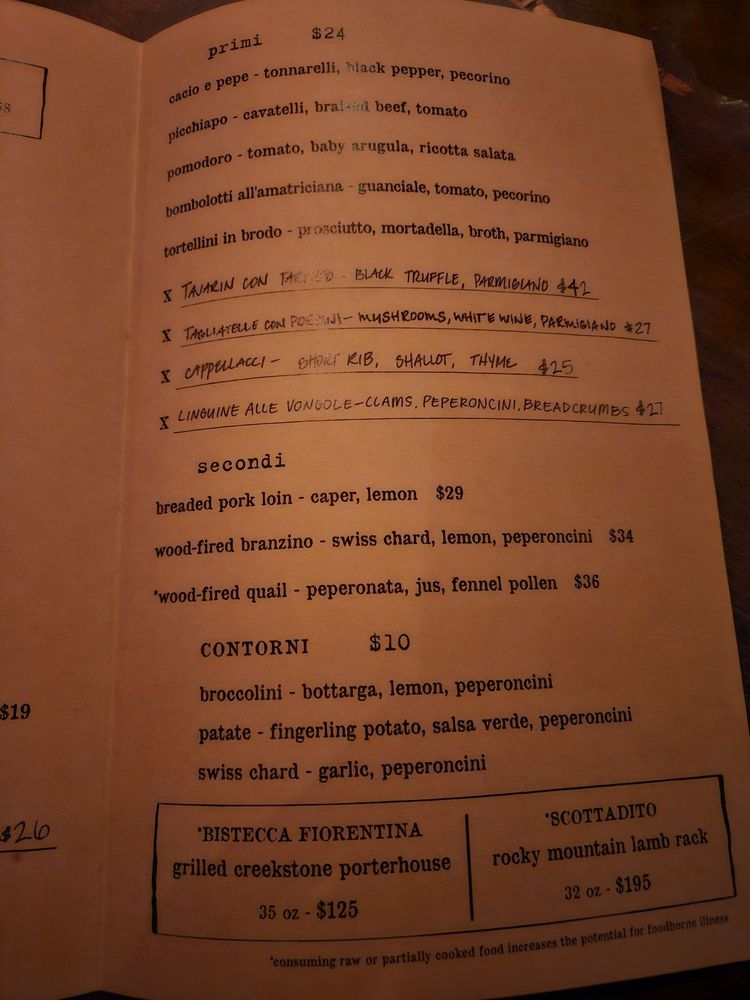 $19
$26
primi $24
cacio e pepe - tonnarelli, black pepper, pecorino
picchiapo - cavatelli, braised beef, tomato
pomodoro - tomato, baby arugula, ricotta salata
bombolotti all'amatriciana - guanciale, tomato, pecorino
tortellini in brodo - prosciutto, mortadella, broth, parmigiano
X TAJARIN CON - BLACK TRUFFLE, PARMIGIANO $42
X TAGLIATELLE CON PORCINI - MUSHROOMS, WHITE WINE, PARMIGIANO $27
X CAPPELLACCI - SHORT RIB, SHALLOT, THYME $25
X LINGUINE ALLE VONGOLE - CLAMS, PEPERONCINI, BREADCRUMBS $27
secondi
breaded pork loin - caper, lemon $29
wood-fired branzino - swiss chard, lemon, peperoncini $34
*wood-fired quail - peperonata, jus, fennel pollen $36
CONTORNI $10
broccolini - bottarga, lemon, peperoncini
patate - fingerling potato, salsa verde, peperoncini
swiss chard - garlic, peperoncini
*BISTECCA FIORENTINA
grilled creekstone porterhouse
35 oz - $125
*SCOTTADITO
rocky mountain lamb rack
32 oz - $195
*consuming raw or partially cooked food increases the potential for foodborne illness